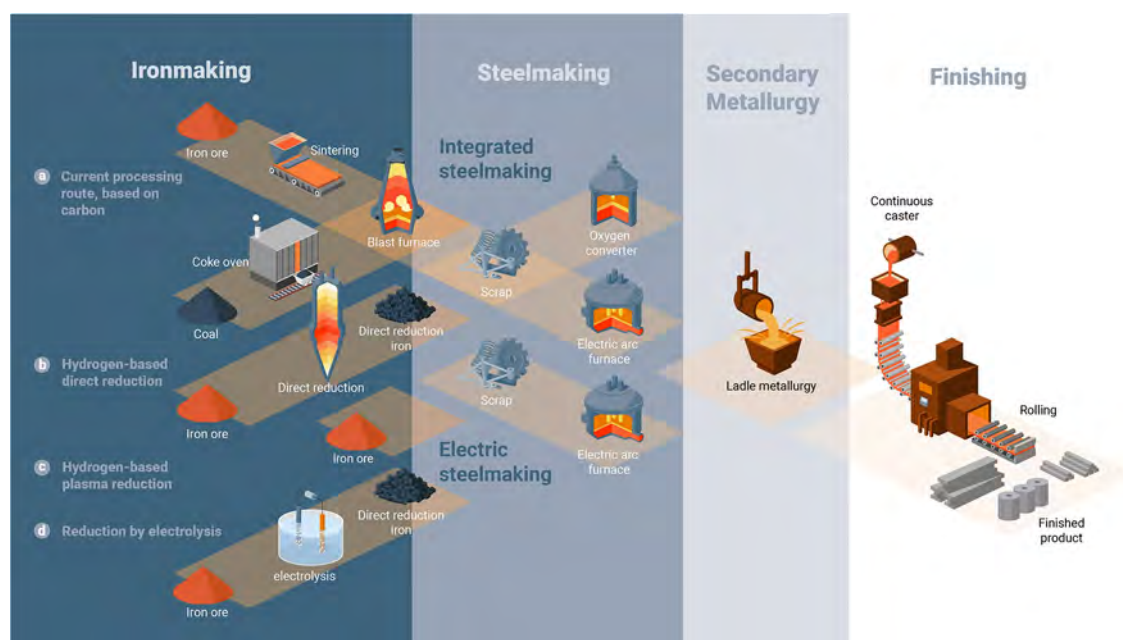 Ironmaking
Steelmaking
Secondary
Metallurgy
Finishing
Iron ore
Sintering
a
Current processing
route, based on
carbon
Blast furnace
Integrated
steelmaking
Oxygen
converter
Continuous
caster
Coke oven
Scrap
Coal
Direct reduction
iron
Electric arc
furnace
b
Hydrogen-based
direct reduction
Direct reduction
Scrap
Ladle metallurgy
Iron ore
Rolling
Iron ore
Electric
steelmaking
Electric arc
furnace
c
Hydrogen-based
plasma reduction
Direct reduction
iron
d
Reduction by electrolysis
electrolysis
Finished
product
Iron ore